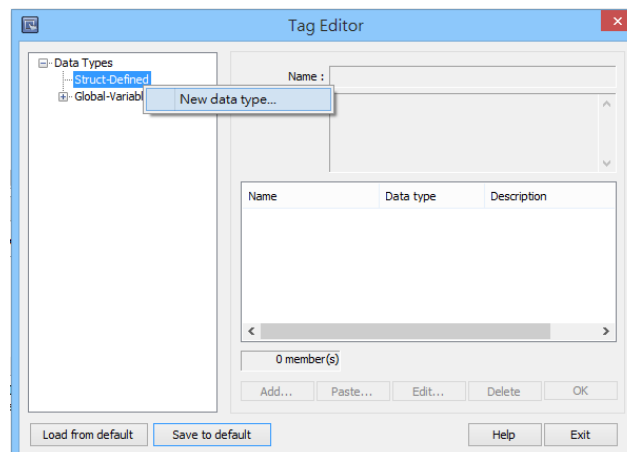 Tag Editor
Data Types
Struct-Defined
Global-Variabl
New data type...
Name :
Name Data type Description
0 member(s)
Add... Paste... Edit... Delete OK
Load from default Save to default Help Exit